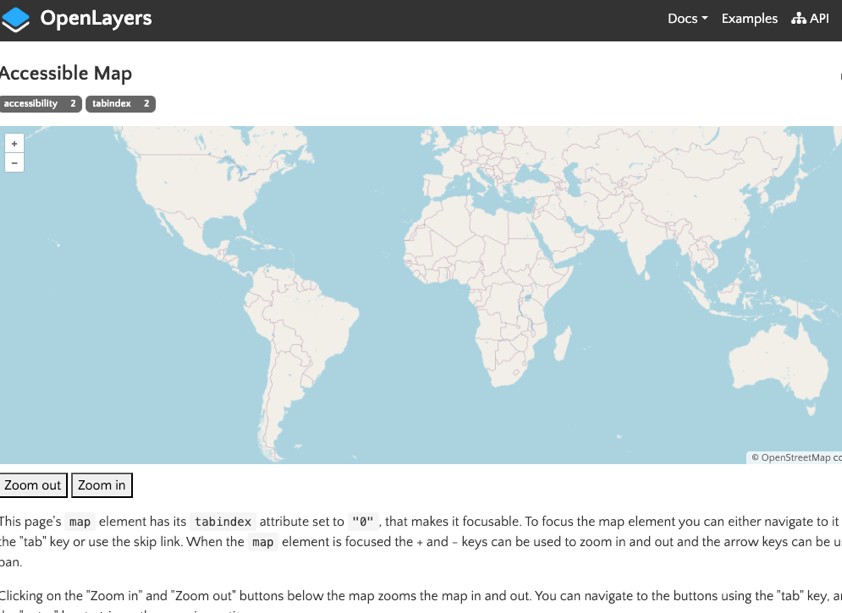 OpenLayers
Docs Examples API
Accessible Map
accessibility 2 tabindex 2
+
−
© OpenStreetMap
Zoom out Zoom in
This page's map element has its tabindex attribute set to "0", that makes it focusable. To focus the map element you can either navigate to it
the "tab" key or use the skip link. When the map element is focused the + and - keys can be used to zoom in and out and the arrow keys can be
pan.
Clicking on the "Zoom in" and "Zoom out" buttons below the map zooms the map in and out. You can navigate to the buttons using the "tab" key,